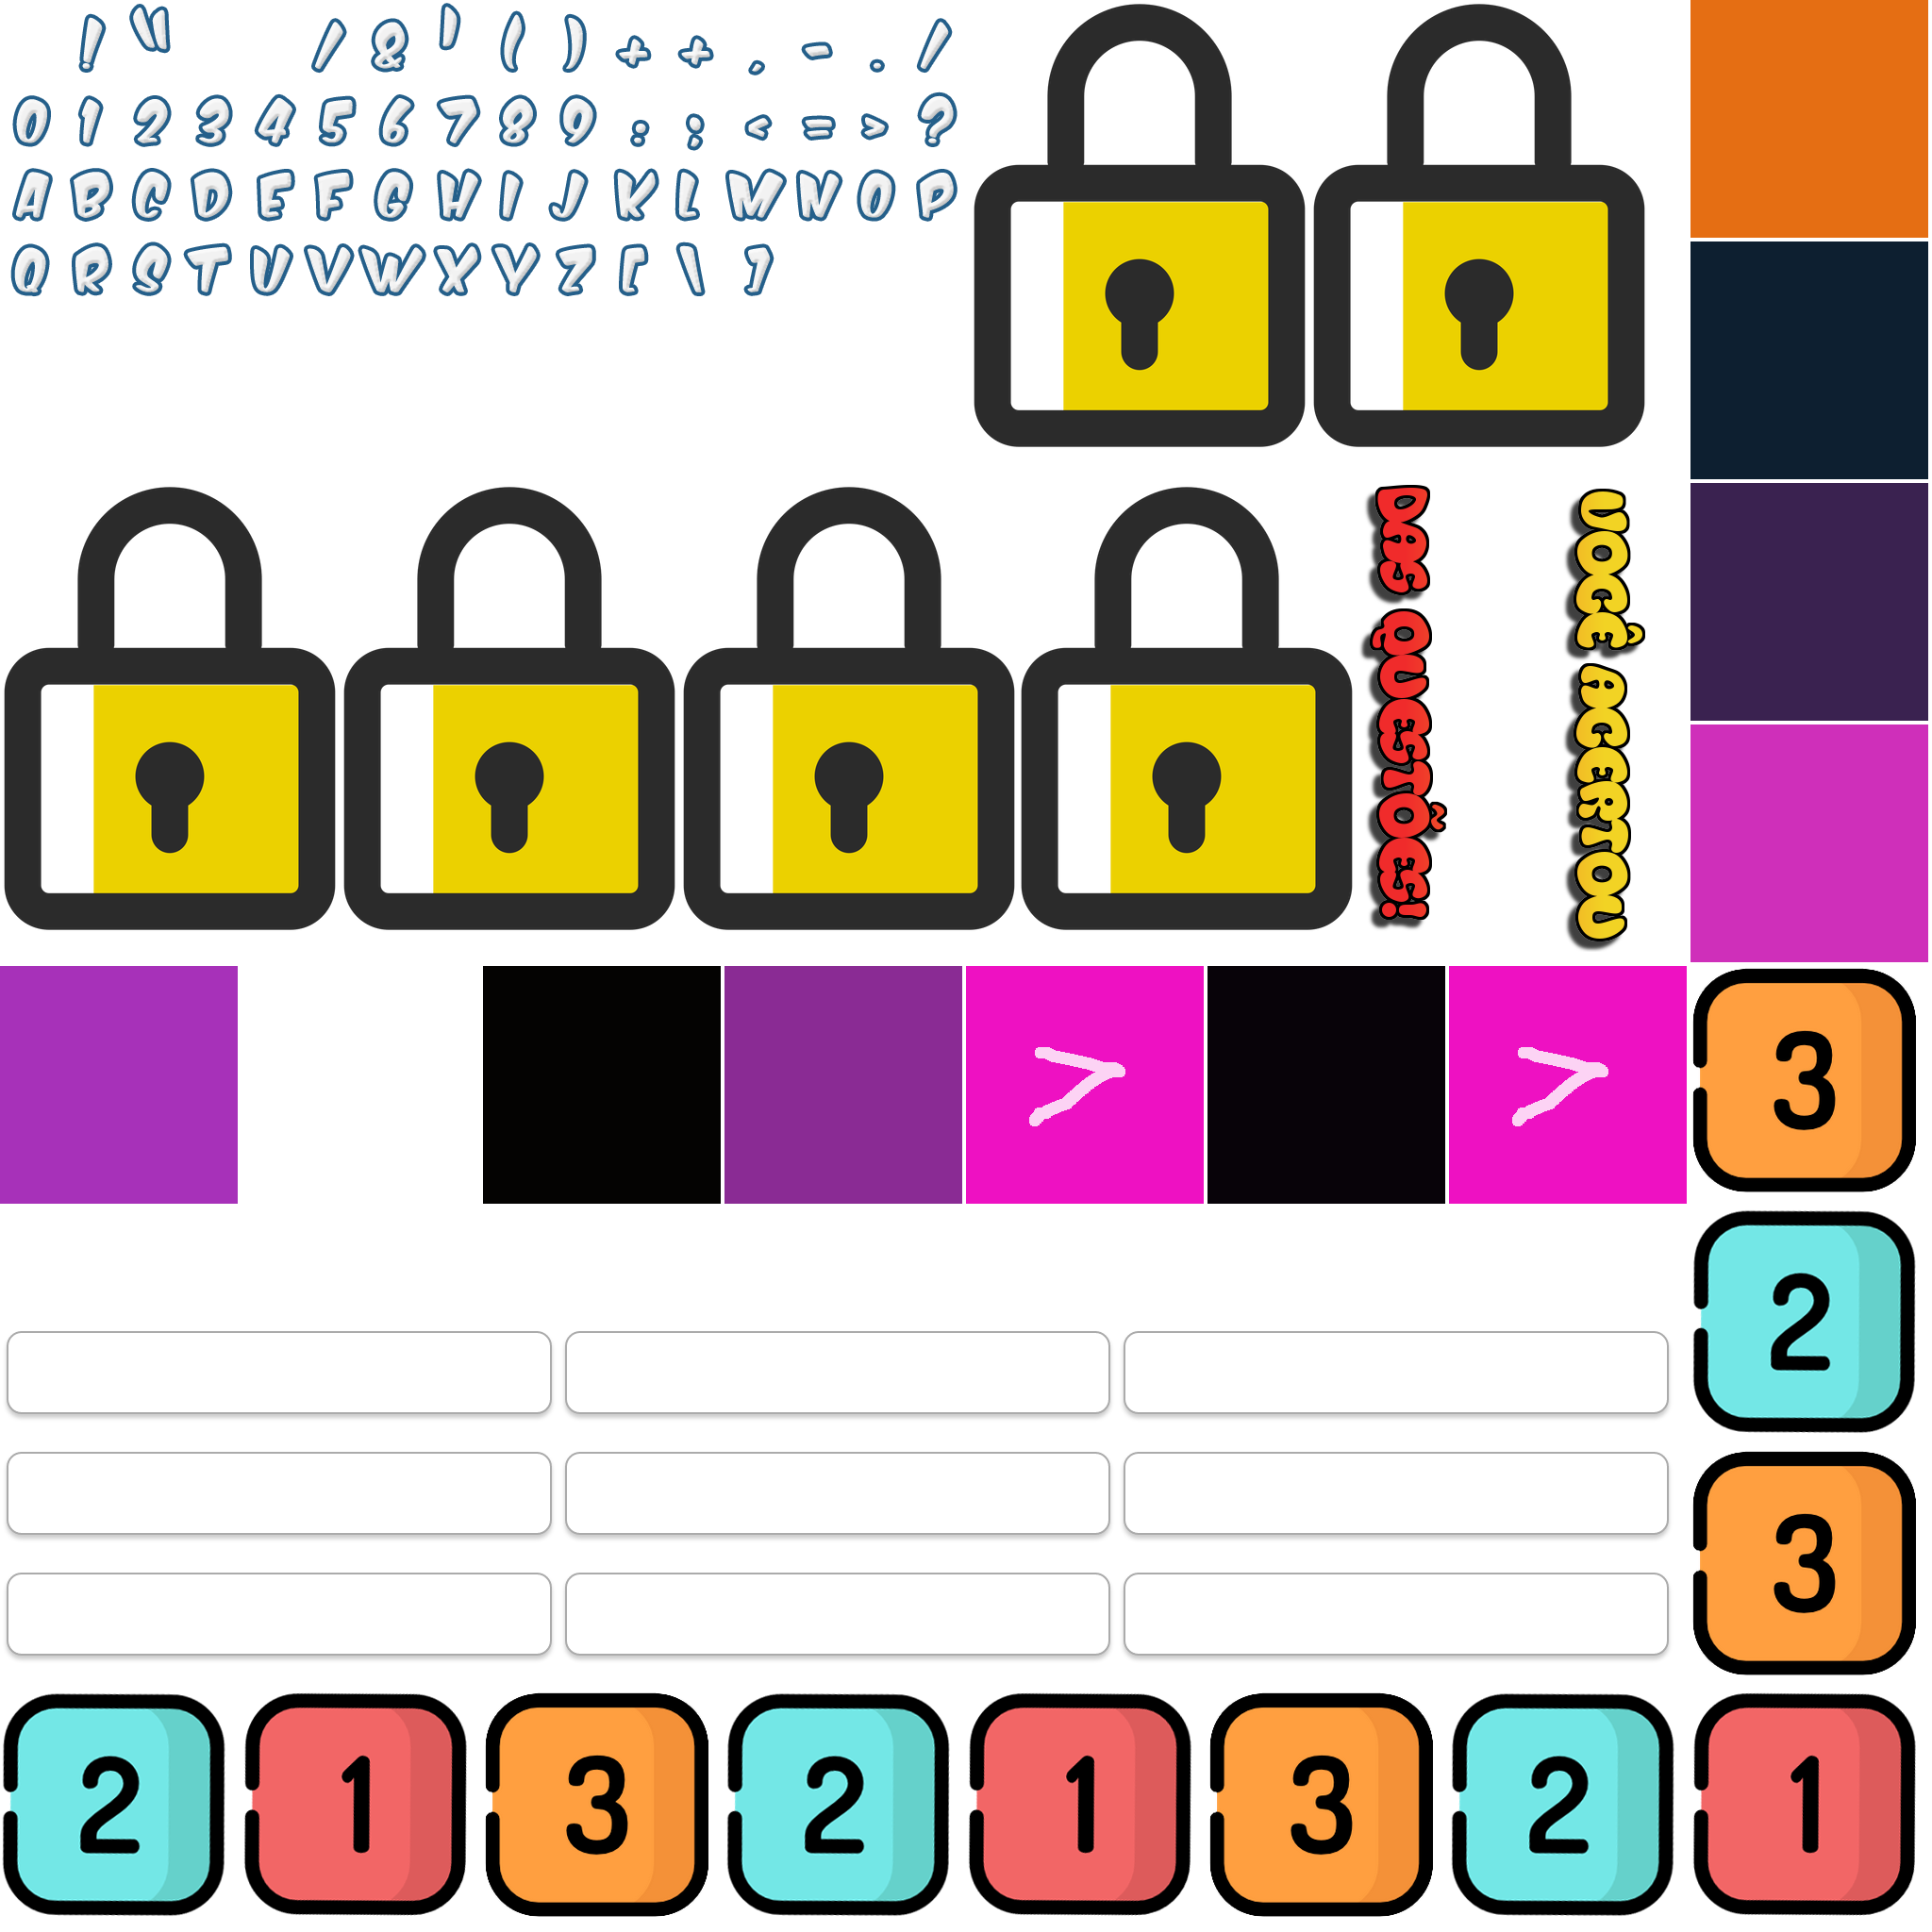 ! " / & ' ( ) + + , - . /
0 1 2 3 4 5 6 7 8 9 : ; < = > ?
A B C D E F G H I J K L M N O P
Q R S T U V W X Y Z [ \ ]
DAS QUESTÕES!
VOCÊ ACERTOU
> >
3
2
3
2 1 3 2 1 3 2 1